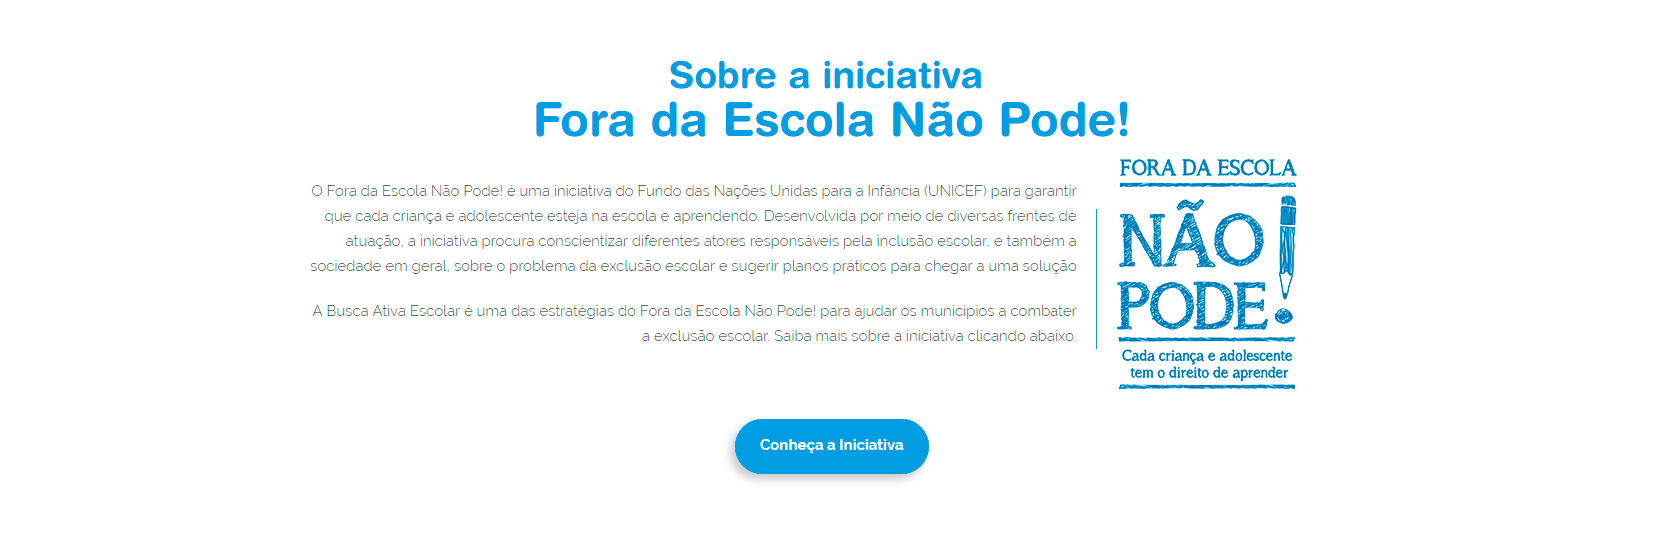 Sobre a iniciativa
Fora da Escola Não Pode!
O Fora da Escola Não Pode! é uma iniciativa do Fundo das Nações Unidas para a Infância (UNICEF) para garantir
que cada criança e adolescente esteja na escola e aprendendo. Desenvolvida por meio de diversas frentes de
atuação, a iniciativa procura conscientizar diferentes atores responsáveis pela inclusão escolar, e também a
sociedade em geral, sobre o problema da exclusão escolar e sugerir planos práticos para chegar a uma solução
A Busca Ativa Escolar é uma das estratégias do Fora da Escola Não Pode! para ajudar os municípios a combater
a exclusão escolar. Saiba mais sobre a iniciativa clicando abaixo.
FORA DA ESCOLA
NÃO
PODE!
Cada criança e adolescente
tem o direito de aprender
Conheça a Iniciativa